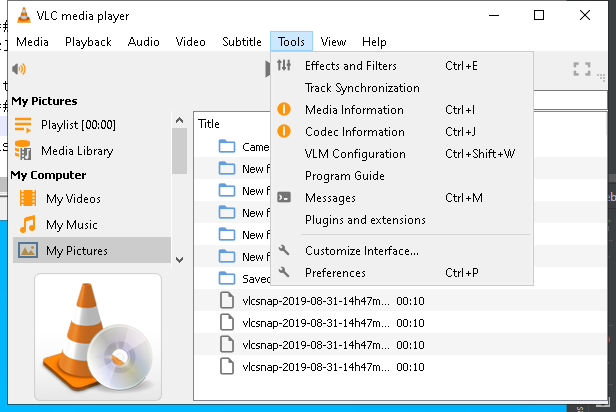 VLC media player
Media Playback Audio Video Subtitle Tools View Help
Effects and Filters Ctrl+E
Track Synchronization
Media Information Ctrl+I
Codec Information Ctrl+J
VLM Configuration Ctrl+Shift+W
Program Guide
Messages Ctrl+M
Plugins and extensions
Customize Interface...
Preferences Ctrl+P
My Pictures
Playlist [00:00]
Media Library
My Computer
My Videos
My Music
My Pictures
Title
Came
New f
New f
New f
New f
New f
Saved
vlcsnap-2019-08-31-14h47m... 00:10
vlcsnap-2019-08-31-14h47m... 00:10
vlcsnap-2019-08-31-14h47m... 00:10
vlcsnap-2019-08-31-14h47m... 00:10